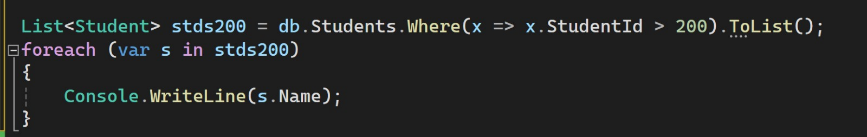 List<Student> stds200 = db.Students.Where(x => x.StudentId > 200).ToList();
foreach (var s in stds200)
{
    Console.WriteLine(s.Name);
}